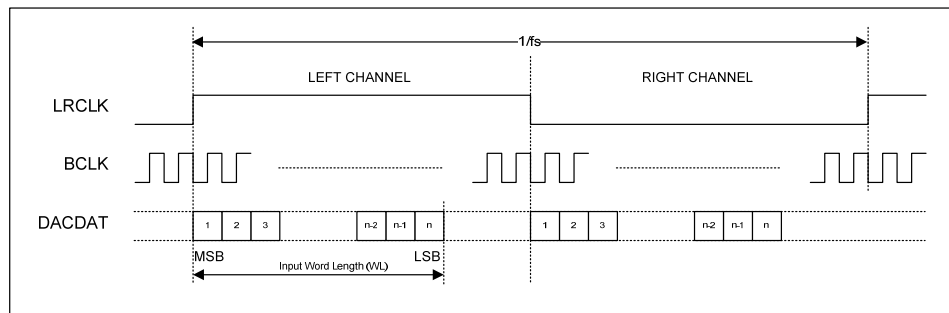 1/fs
LEFT CHANNEL RIGHT CHANNEL
LRCLK
BCLK
DACDAT 1 2 3 n-2 n-1 n 1 2 3 n-2 n-1 n
MSB LSB
Input Word Length (WL)